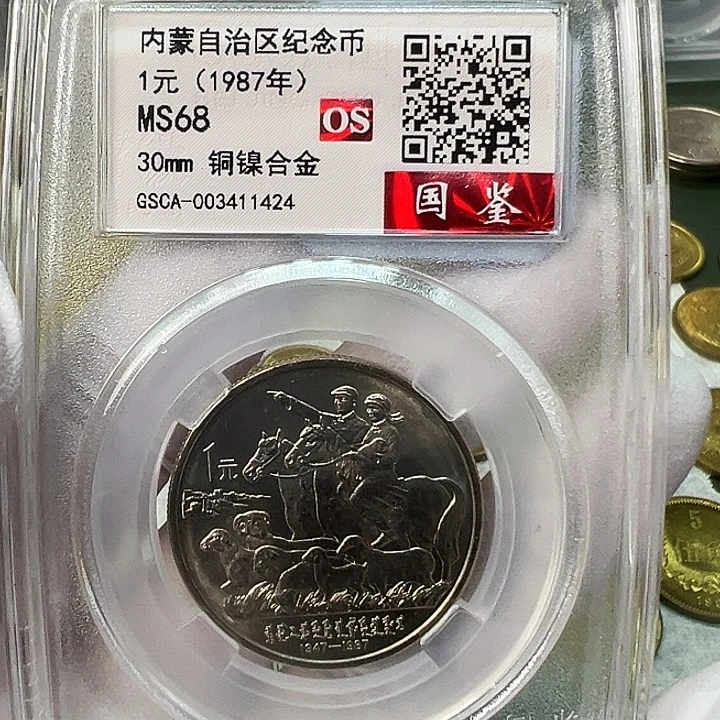 内蒙自治区纪念币
1元（1987年）
MS68
OS
30mm 铜镍合金
GSCA-003411424
国鉴
1元
1947—1987
5